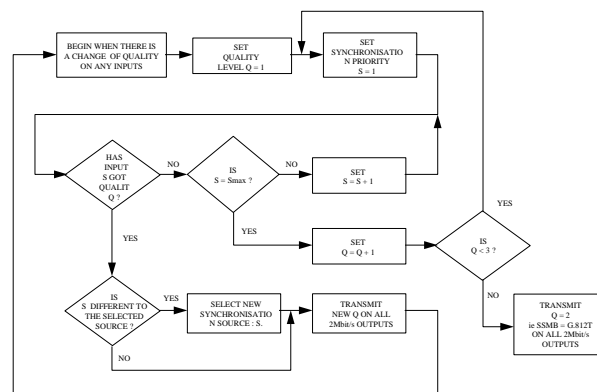 BEGIN WHEN THERE IS
A CHANGE OF QUALITY
ON ANY INPUTS
SET
QUALITY
LEVEL Q = 1
SET
SYNCHRONISATIO
N PRIORITY
S = 1
HAS
INPUT
S GOT
QUALIT
Q ?
NO
IS
S = Smax ?
NO
SET
S = S + 1
YES
YES
SET
Q = Q + 1
YES
IS
Q < 3 ?
NO
IS
S DIFFERENT TO
THE SELECTED
SOURCE ?
YES
NO
SELECT NEW
SYNCHRONISATIO
N SOURCE : S.
TRANSMIT
NEW Q ON ALL
2Mbit/s OUTPUTS
TRANSMIT
Q = 2
ie SSMB = G.812T
ON ALL 2Mbit/s
OUTPUTS